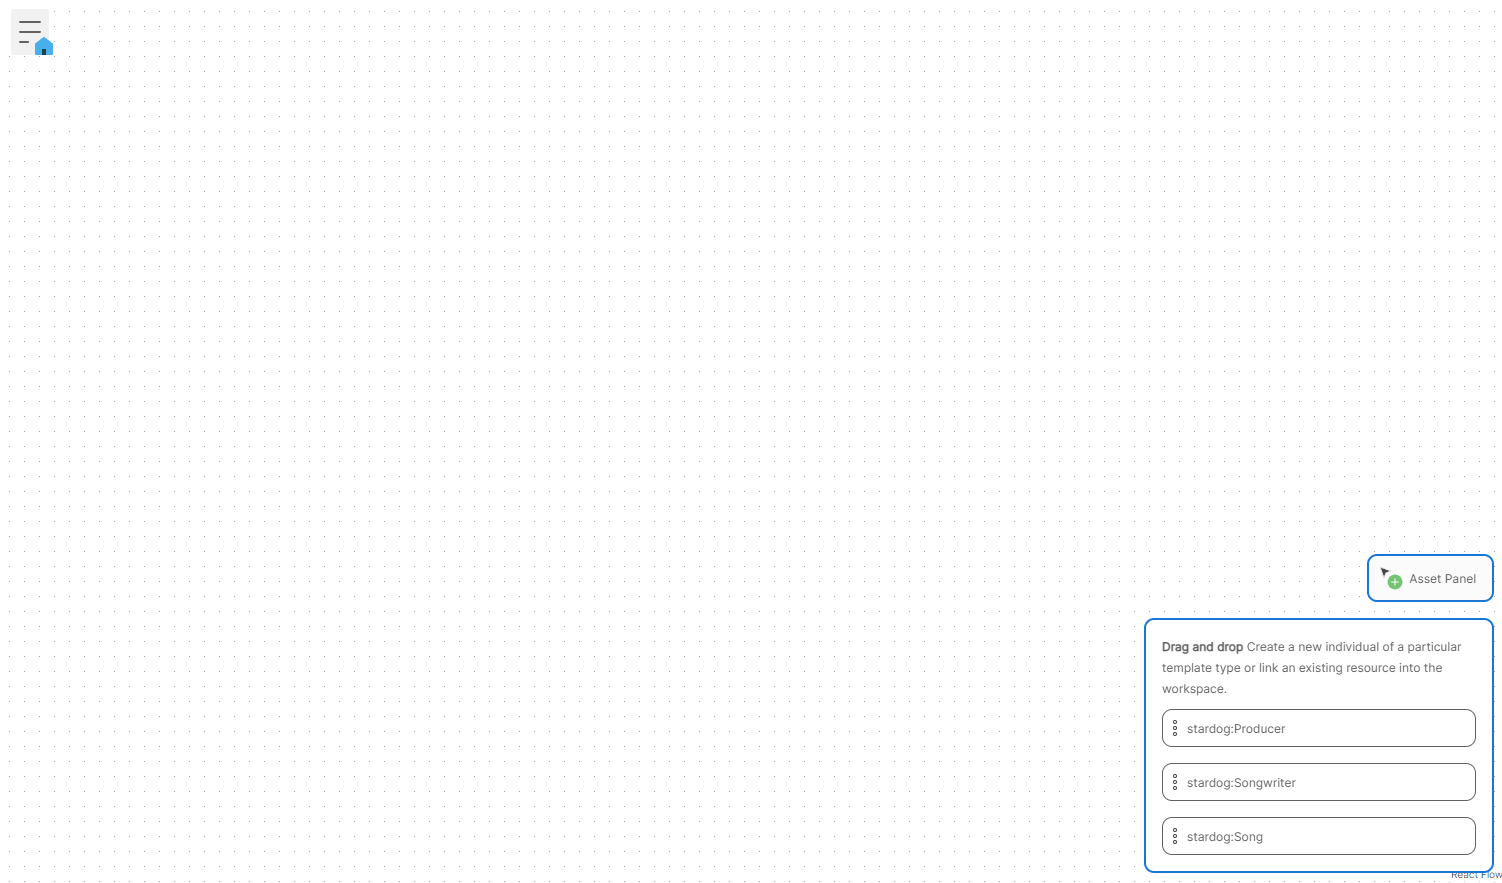 Asset Panel
Drag and drop Create a new individual of a particular
template type or link an existing resource into the
workspace.
stardog:Producer
stardog:Songwriter
stardog:Song
React Flow